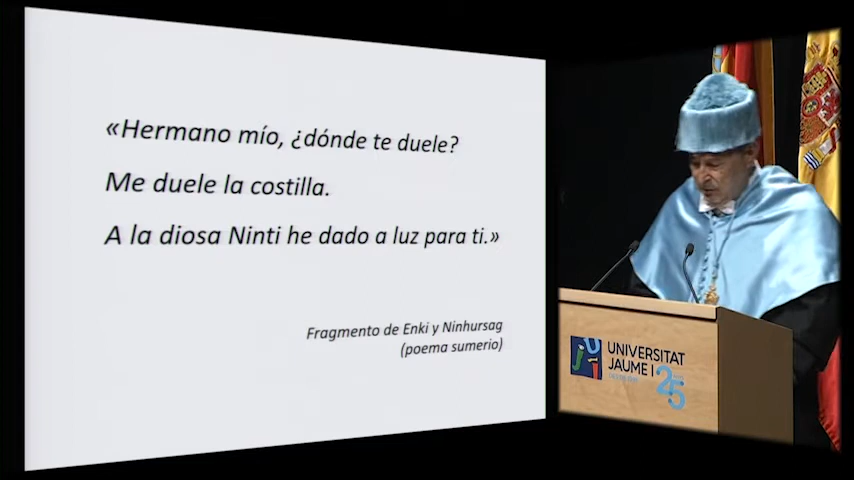 «Hermano mío, ¿dónde te duele?
Me duele la costilla.
A la diosa Ninti he dado a luz para ti.»
Fragmento de Enki y Ninhursag
(poema sumerio)
UNIVERSITAT
JAUME I
25